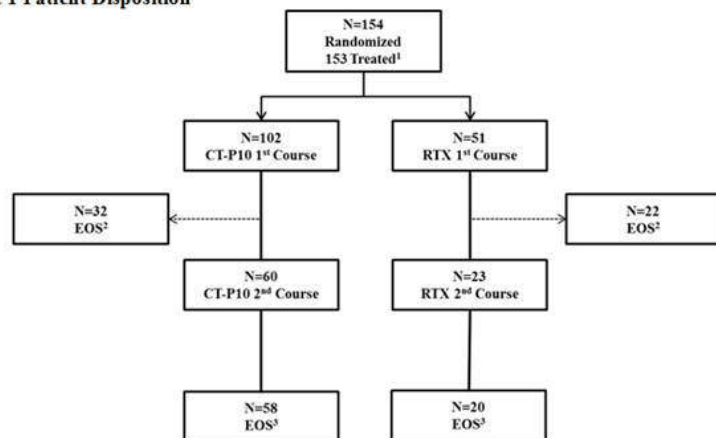 1 Patient Disposition
N=154
Randomized
153 Treated¹
N=102
CT-P10 1st Course
N=51
RTX 1st Course
N=32
EOS²
N=22
EOS²
N=60
CT-P10 2nd Course
N=23
RTX 2nd Course
N=58
EOS³
N=20
EOS³